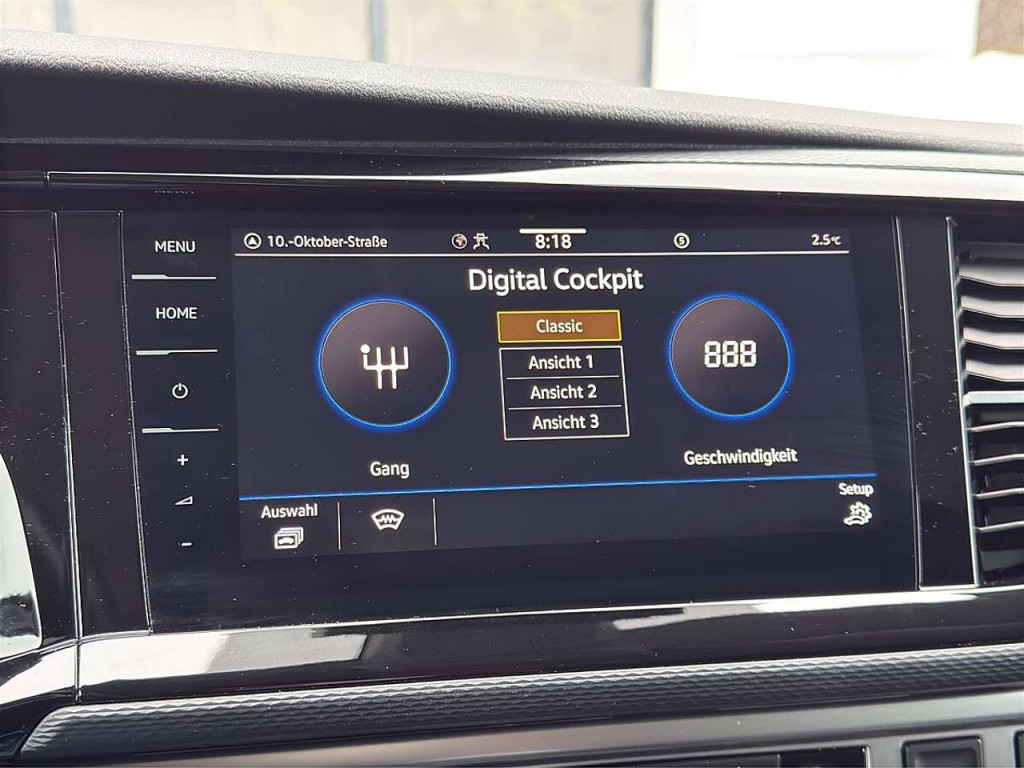 MENU
HOME
10.-Oktober-Straße
8:18
5
2.5°C
Digital Cockpit
Classic
Ansicht 1
Ansicht 2
Ansicht 3
888
Gang
Geschwindigkeit
Auswahl
Setup
+
-